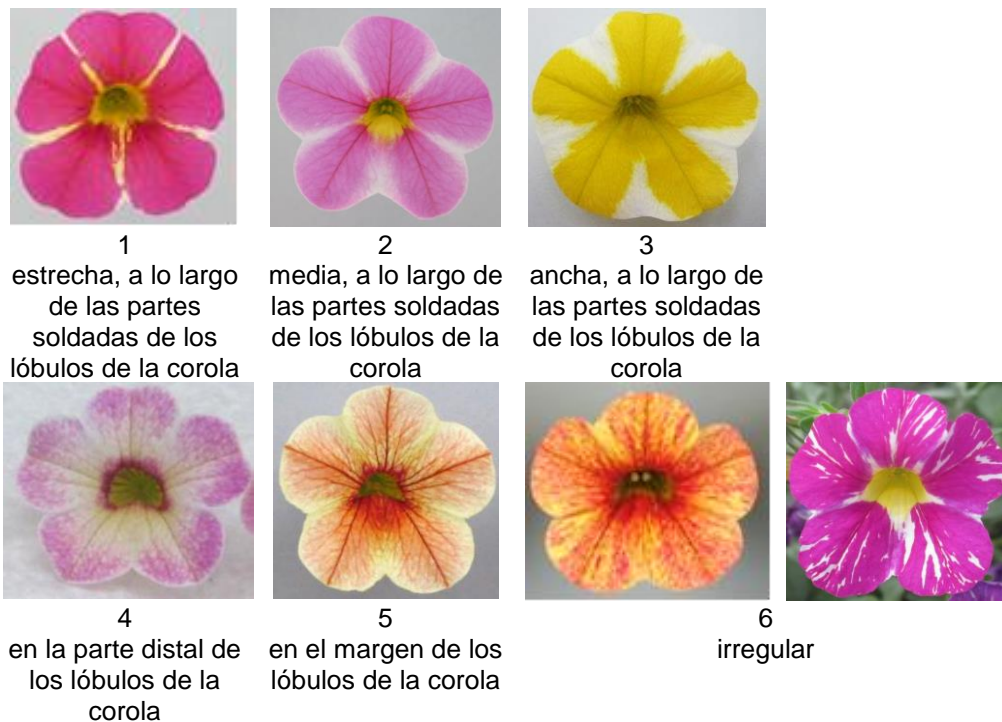 1
estrecha, a lo largo
de las partes
soldadas de los
lóbulos de la corola
2
media, a lo largo de
las partes soldadas
de los lóbulos de la
corola
3
ancha, a lo largo de
las partes soldadas
de los lóbulos de la
corola
4
en la parte distal de
los lóbulos de la
corola
5
en el margen de los
lóbulos de la corola
6
irregular